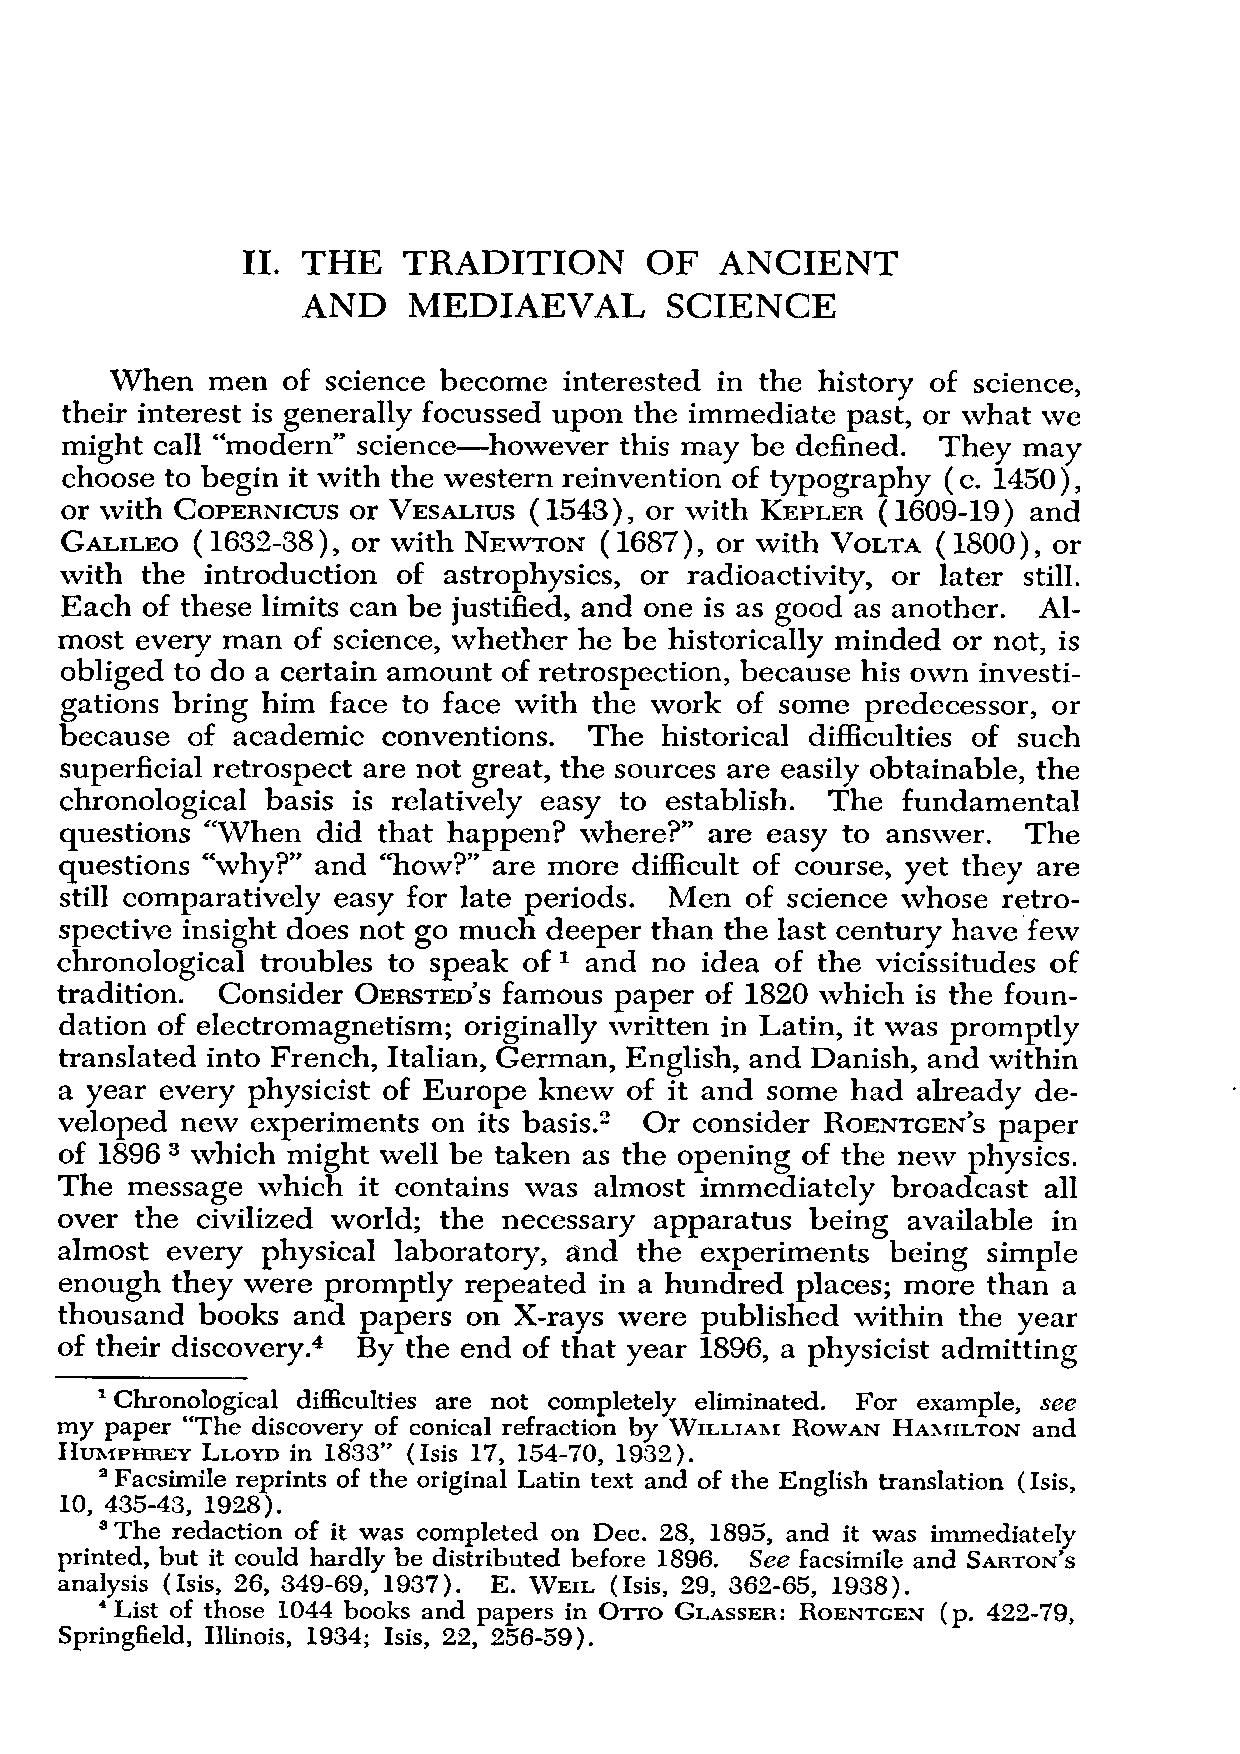 II. THE TRADITION OF ANCIENT
AND MEDIAEVAL SCIENCE
When men of science become interested in the history of science,
their interest is generally focussed upon the immediate past, or what we
might call “modern” science—however this may be defined. They may
choose to begin it with the western reinvention of typography (c. 1450),
or with COPERNICUS or VESALIUS (1543), or with KEPLER (1609-19) and
GALILEO (1632-38), or with NEWTON (1687), or with VOLTA (1800), or
with the introduction of astrophysics, or radioactivity, or later still.
Each of these limits can be justified, and one is as good as another. Al-
most every man of science, whether he be historically minded or not, is
obliged to do a certain amount of retrospection, because his own investi-
gations bring him face to face with the work of some predecessor, or
because of academic conventions. The historical difficulties of such
superficial retrospect are not great, the sources are easily obtainable, the
chronological basis is relatively easy to establish. The fundamental
questions “When did that happen? where?” are easy to answer. The
questions “why?” and “how?” are more difficult of course, yet they are
still comparatively easy for late periods. Men of science whose retro-
spective insight does not go much deeper than the last century have few
chronological troubles to speak of ¹ and no idea of the vicissitudes of
tradition. Consider OERSTED’S famous paper of 1820 which is the foun-
dation of electromagnetism; originally written in Latin, it was promptly
translated into French, Italian, German, English, and Danish, and within
a year every physicist of Europe knew of it and some had already de-
veloped new experiments on its basis.² Or consider ROENTGEN’S paper
of 1896 ³ which might well be taken as the opening of the new physics.
The message which it contains was almost immediately broadcast all
over the civilized world; the necessary apparatus being available in
almost every physical laboratory, and the experiments being simple
enough they were promptly repeated in a hundred places; more than a
thousand books and papers on X-rays were published within the year
of their discovery.⁴ By the end of that year 1896, a physicist admitting
¹ Chronological difficulties are not completely eliminated. For example, see
my paper “The discovery of conical refraction by WILLIAM ROWAN HAMILTON and
HUMPHREY LLOYD in 1833” (Isis 17, 154-70, 1932).
² Facsimile reprints of the original Latin text and of the English translation (Isis,
10, 435-43, 1928).
³ The redaction of it was completed on Dec. 28, 1895, and it was immediately
printed, but it could hardly be distributed before 1896. See facsimile and SARTON’S
analysis (Isis, 26, 349-69, 1937). E. WEIL (Isis, 29, 362-65, 1938).
⁴ List of those 1044 books and papers in OTTO GLASSER: ROENTGEN (p. 422-79,
Springfield, Illinois, 1934; Isis, 22, 256-59).